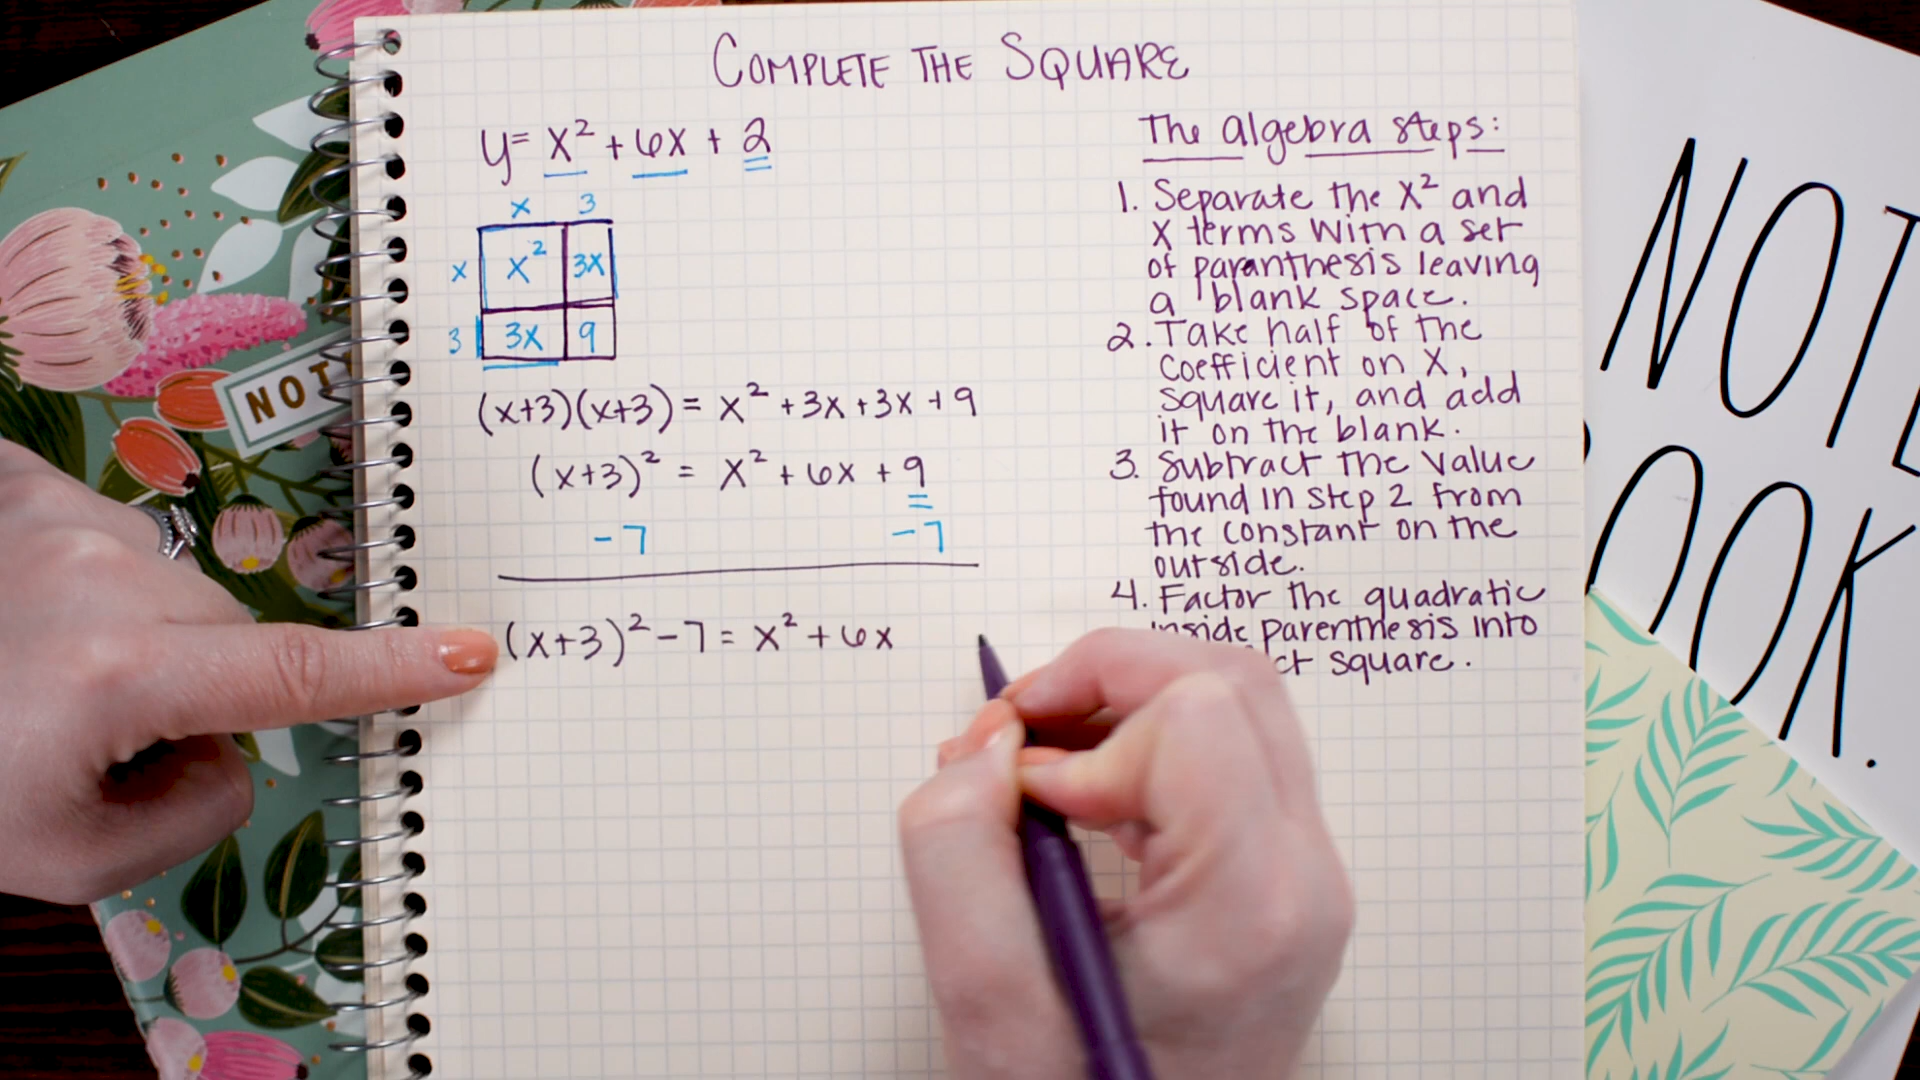 COMPLETE THE SQUARE
y = x² + 6x + 2
x 3
x x² 3x
3 3x 9
(x+3)(x+3) = x² + 3x + 3x + 9
(x+3)² = x² + 6x + 9
-7 -7
(x+3)² - 7 = x² + 6x
The algebra steps:
1. Separate the x² and
x terms with a set
of paranthesis leaving
a blank space.
2. Take half of the
coefficient on x,
square it, and add
it on the blank.
3. Subtract the value
found in step 2 from
the constant on the
outside.
4. Factor the quadratic
inside parenthesis into
square.
NOT
NOTE
OOK.